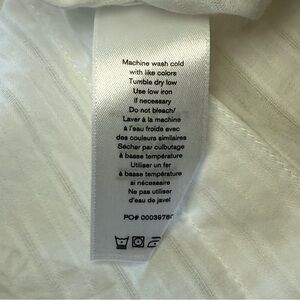 Machine wash cold
with like colors
Tumble dry low
Use low iron
if necessary
Do not bleach/
Laver à la machine
à l'eau froide avec
des couleurs similaires
Sécher par culbutage
à basse température
Utiliser un fer
à basse température
si nécessaire
Ne pas utiliser
d'eau de javel
PO# 00039780